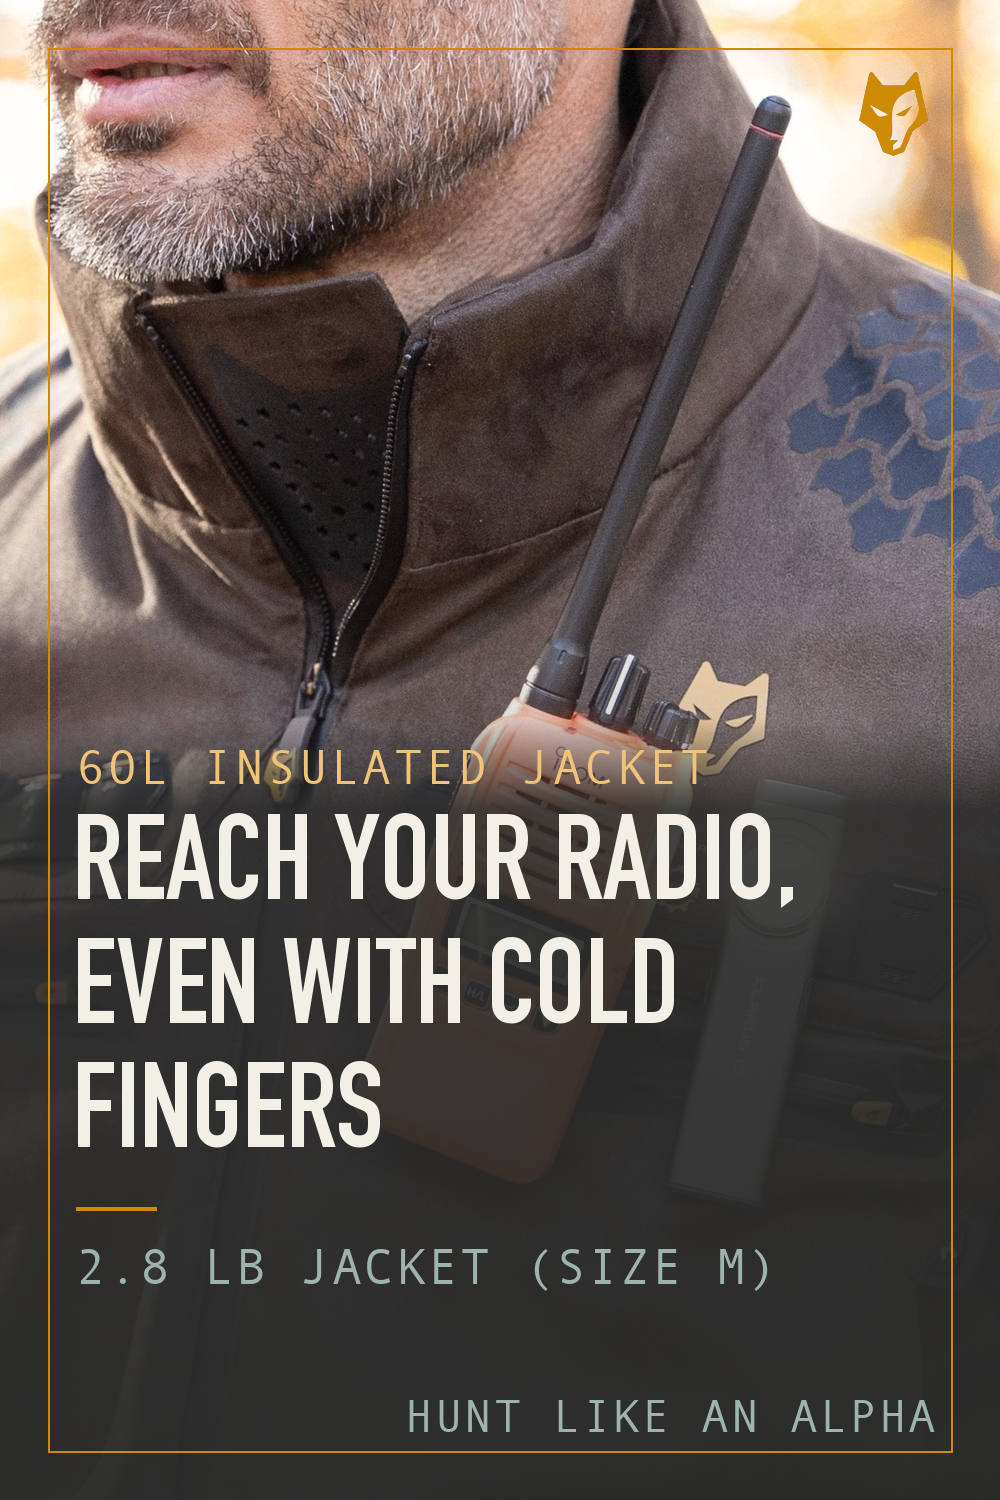 60L INSULATED JACKET
REACH YOUR RADIO,
EVEN WITH COLD
FINGERS
2.8 LB JACKET (SIZE M)
HUNT LIKE AN ALPHA